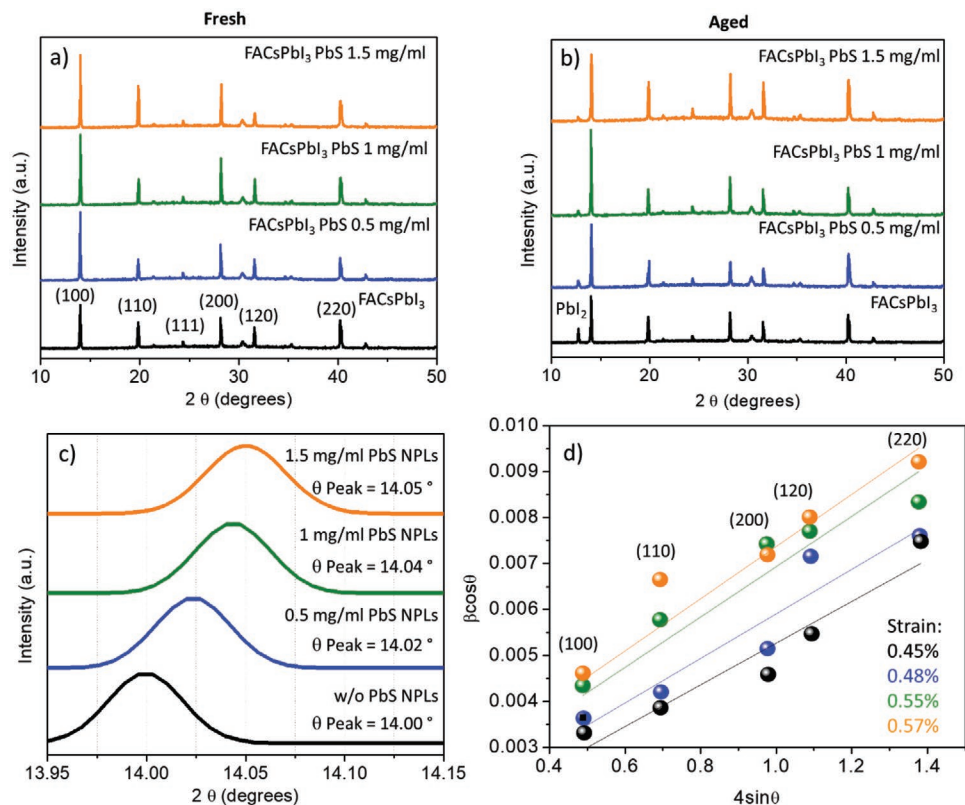 Fresh
a)
FACsPbI3 PbS 1.5 mg/ml
FACsPbI3 PbS 1 mg/ml
FACsPbI3 PbS 0.5 mg/ml
FACsPbI3
(100)
(110)
(111)
(200)
(120)
(220)
Intensity (a.u.)
10 20 30 40 50
2 θ (degrees)
Aged
b)
FACsPbI3 PbS 1.5 mg/ml
FACsPbI3 PbS 1 mg/ml
FACsPbI3 PbS 0.5 mg/ml
FACsPbI3
PbI2
Intesnity (a.u.)
10 20 30 40 50
2 θ (degrees)
c)
1.5 mg/ml PbS NPLs
θ Peak = 14.05 °
1 mg/ml PbS NPLs
θ Peak = 14.04 °
0.5 mg/ml PbS NPLs
θ Peak = 14.02 °
w/o PbS NPLs
θ Peak = 14.00 °
Intensity (a.u.)
13.95 14.00 14.05 14.10 14.15
2 θ (degrees)
d)
(100)
(110)
(200)
(120)
(220)
Strain:
0.45%
0.48%
0.55%
0.57%
βcosθ
0.010
0.009
0.008
0.007
0.006
0.005
0.004
0.003
0.4 0.6 0.8 1.0 1.2 1.4
4sinθ